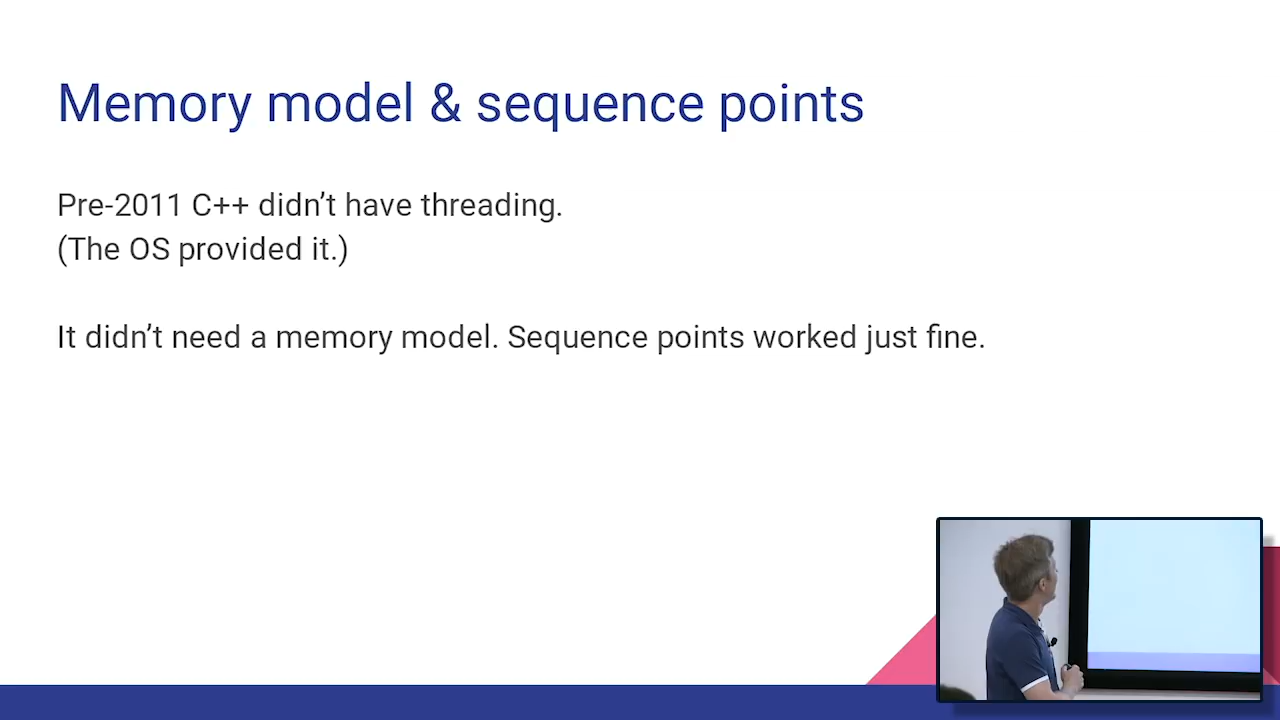 Memory model & sequence points
Pre-2011 C++ didn’t have threading.
(The OS provided it.)
It didn’t need a memory model. Sequence points worked just fine.